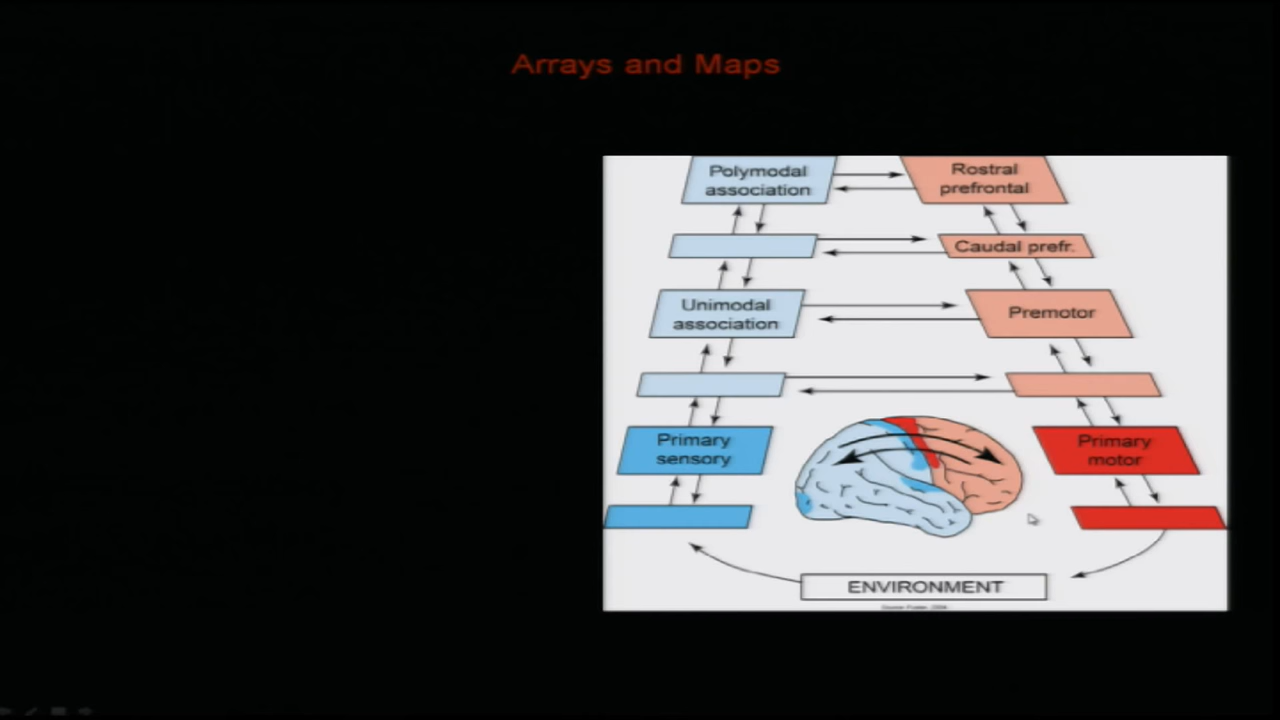 Arrays and Maps
Polymodal
association
Rostral
prefrontal
Caudal prefr.
Unimodal
association
Premotor
Primary
sensory
Primary
motor
ENVIRONMENT